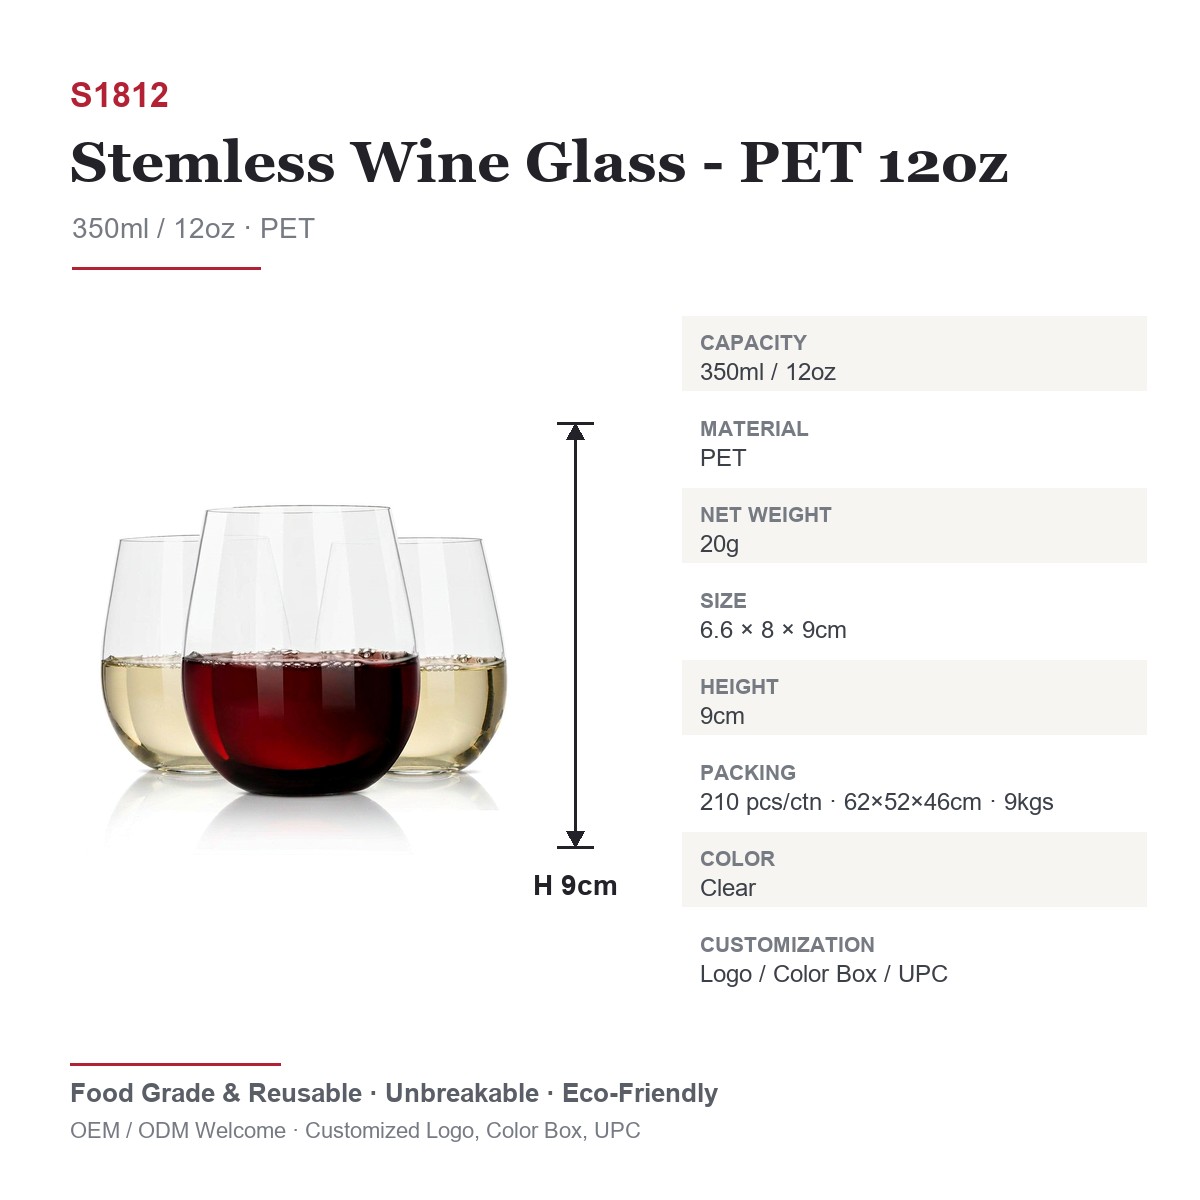 S1812
Stemless Wine Glass - PET 12oz
350ml / 12oz · PET
CAPACITY
350ml / 12oz
MATERIAL
PET
NET WEIGHT
20g
SIZE
6.6 × 8 × 9cm
HEIGHT
9cm
PACKING
210 pcs/ctn · 62×52×46cm · 9kgs
COLOR
Clear
CUSTOMIZATION
Logo / Color Box / UPC
H 9cm
Food Grade & Reusable · Unbreakable · Eco-Friendly
OEM / ODM Welcome · Customized Logo, Color Box, UPC